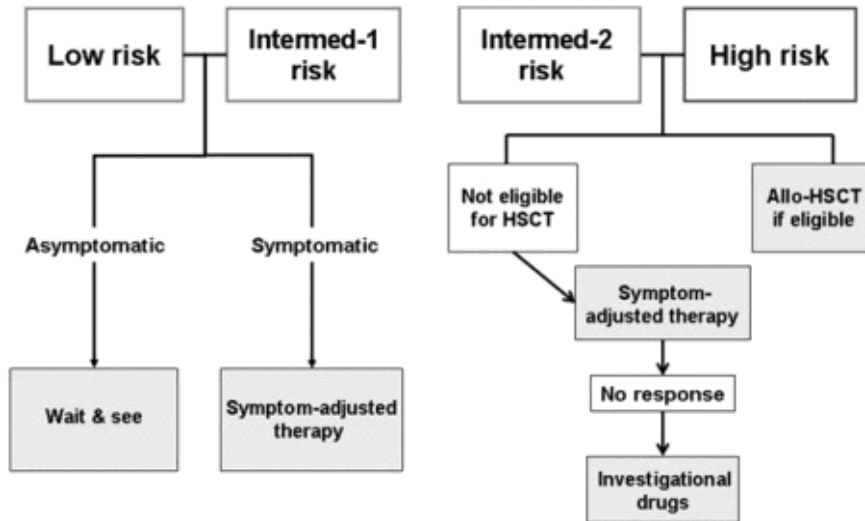 Low risk
Intermed-1
risk
Intermed-2
risk
High risk
Not eligible
for HSCT
Allo-HSCT
if eligible
Asymptomatic
Symptomatic
Symptom-
adjusted therapy
Wait & see
Symptom-adjusted
therapy
No response
Investigational
drugs